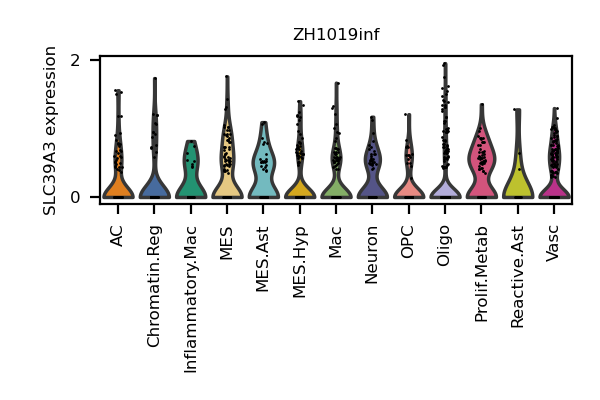 ZH1019inf
SLC39A3 expression
2
0
AC
Chromatin.Reg
Inflammatory.Mac
MES
MES.Ast
MES.Hyp
Mac
Neuron
OPC
Oligo
Prolif.Metab
Reactive.Ast
Vasc